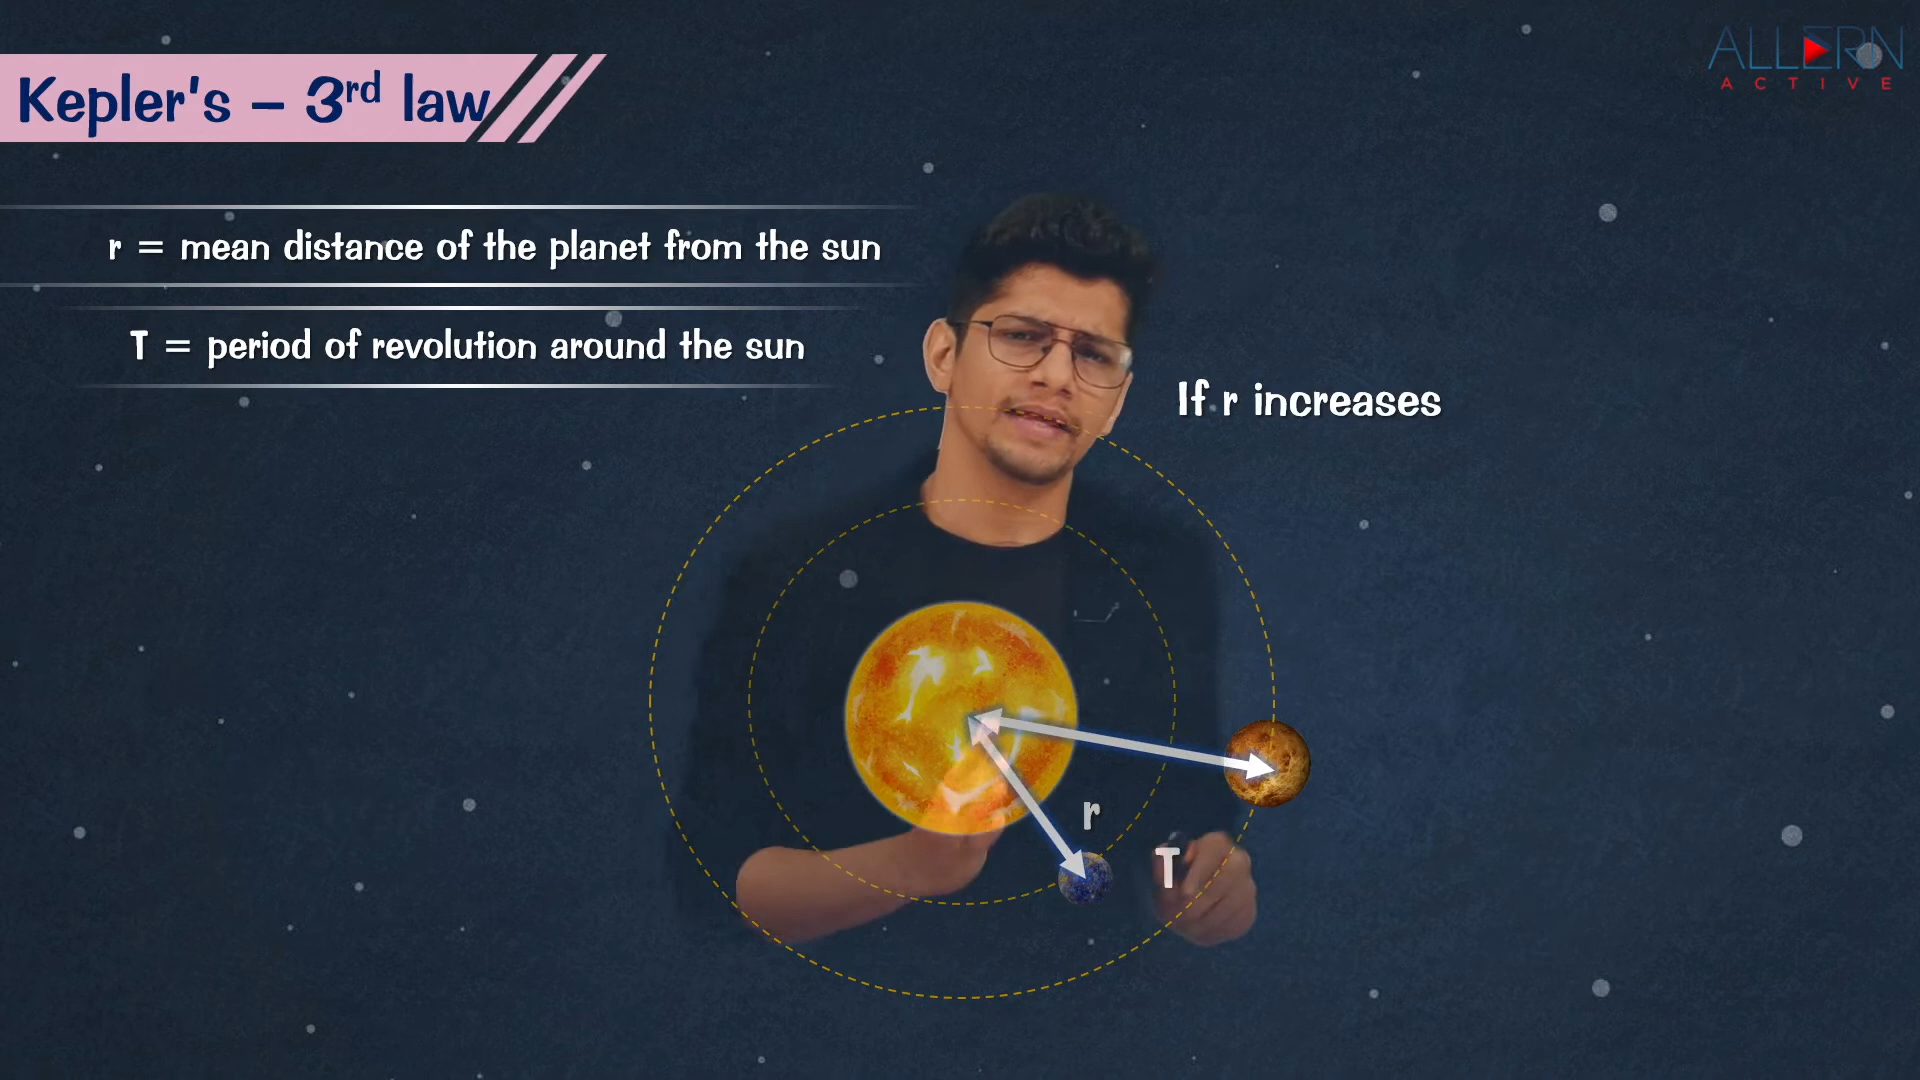 ALLERN
ACTIVE
Kepler's – 3rd law
r = mean distance of the planet from the sun
T = period of revolution around the sun
If r increases
r
T